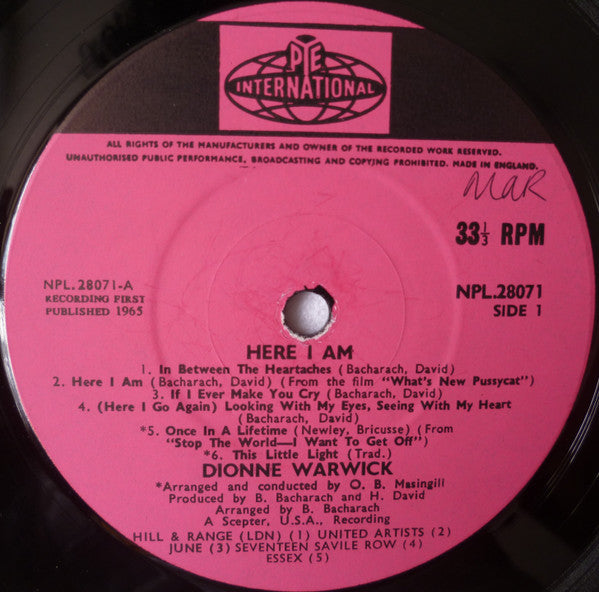 PYE
INTERNATIONAL
ALL RIGHTS OF THE MANUFACTURERS AND OWNER OF THE RECORDED WORK RESERVED.
UNAUTHORISED PUBLIC PERFORMANCE, BROADCASTING AND COPYING PROHIBITED. MADE IN ENGLAND.
MAR
33⅓ RPM
NPL.28071-A
RECORDING FIRST
PUBLISHED 1965
NPL.28071
SIDE 1
HERE I AM
1. In Between The Heartaches (Bacharach, David)
2. Here I Am (Bacharach, David) (From the film "What's New Pussycat")
3. If I Ever Make You Cry (Bacharach, David)
4. (Here I Go Again) Looking With My Eyes, Seeing With My Heart
(Bacharach, David)
*5. Once In A Lifetime (Newley, Bricusse) (From
"Stop The World—I Want To Get Off")
*6. This Little Light (Trad.)
DIONNE WARWICK
*Arranged and conducted by O. B. Masingill
Produced by B. Bacharach and H. David
Arranged by B. Bacharach
A Scepter, U.S.A., Recording
HILL & RANGE (LDN) (1) UNITED ARTISTS (2)
JUNE (3) SEVENTEEN SAVILE ROW (4)
ESSEX (5)